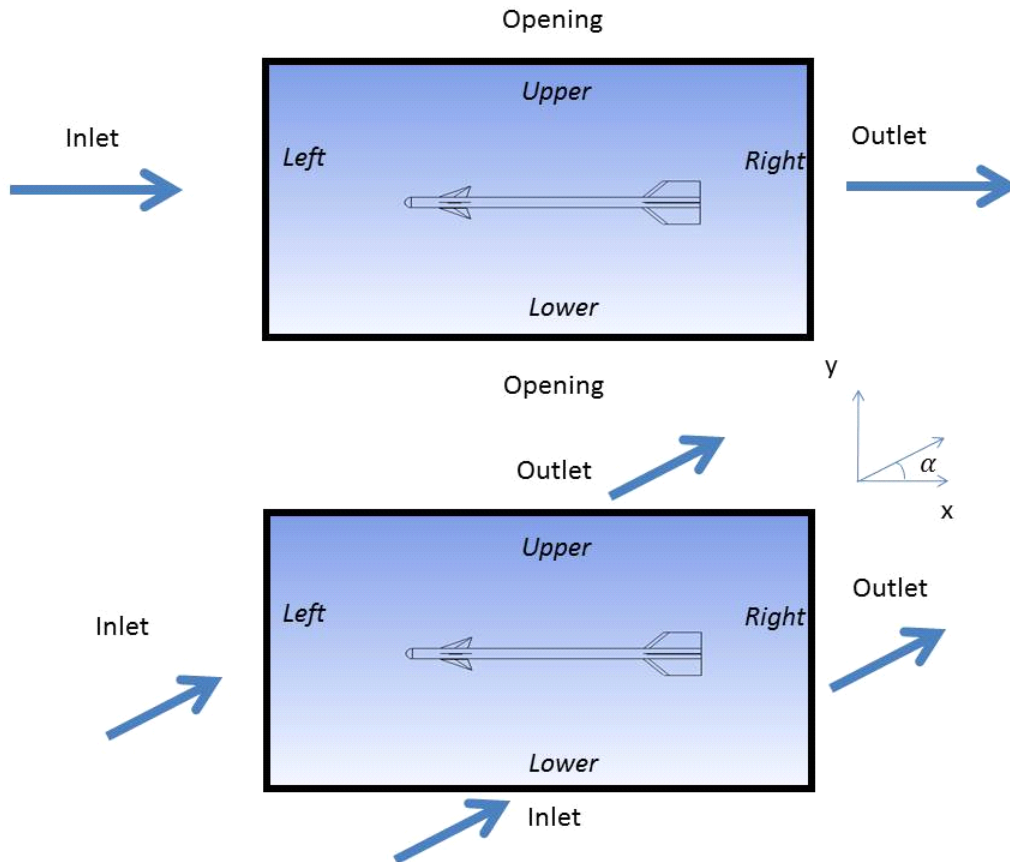 Opening
Upper
Inlet
Left
Right
Outlet
Lower
Opening
y
α
x
Outlet
Upper
Left
Right
Outlet
Inlet
Lower
Inlet